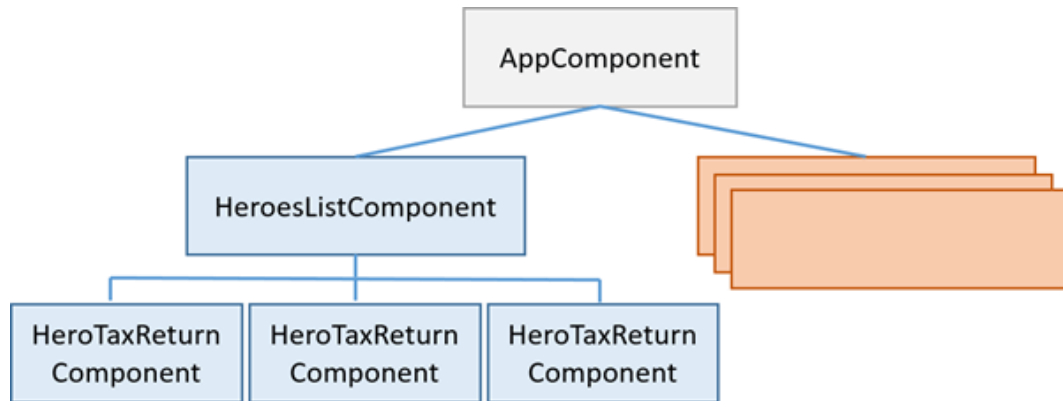 AppComponent
HeroesListComponent
HeroTaxReturn
Component
HeroTaxReturn
Component
HeroTaxReturn
Component